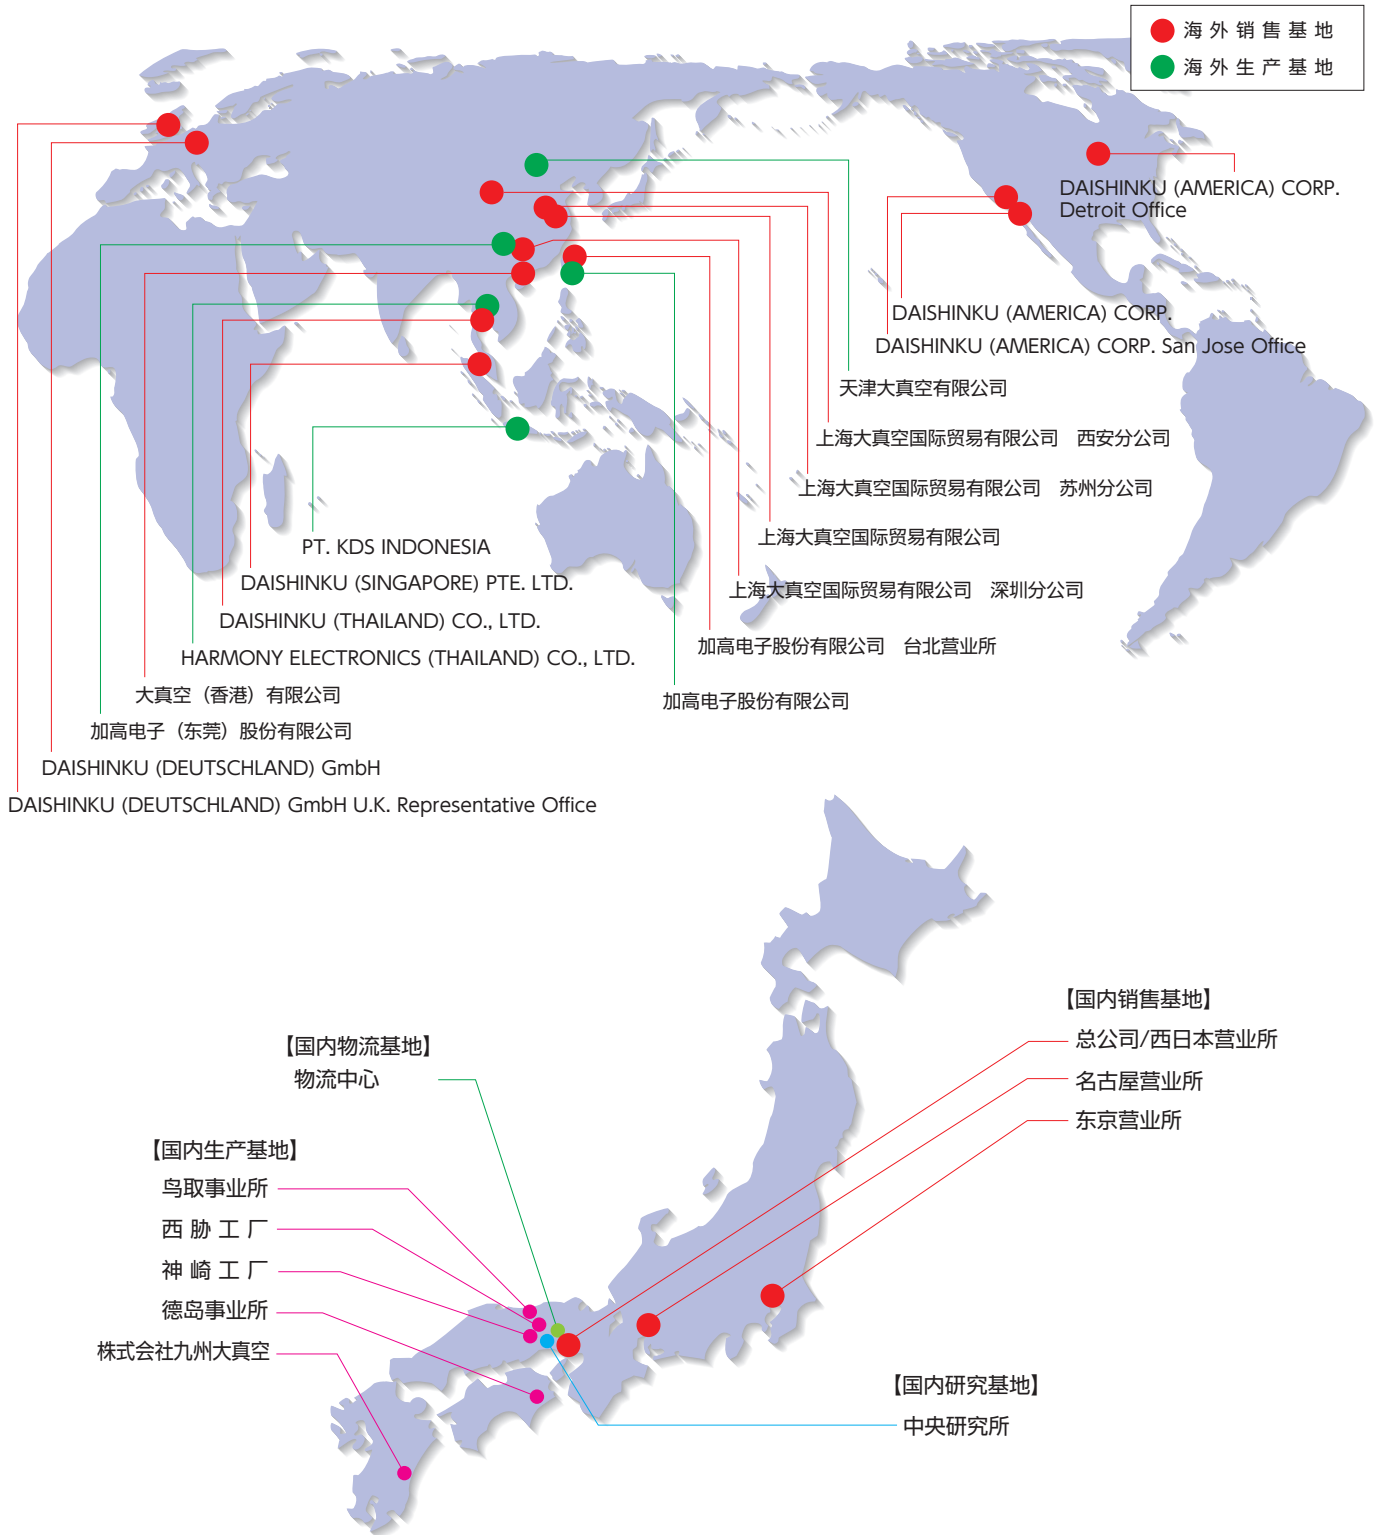 海外销售基地
海外生产基地
DAISHINKU (AMERICA) CORP.
Detroit Office
DAISHINKU (AMERICA) CORP.
DAISHINKU (AMERICA) CORP. San Jose Office
天津大真空有限公司
上海大真空国际贸易有限公司 西安分公司
上海大真空国际贸易有限公司 苏州分公司
上海大真空国际贸易有限公司
上海大真空国际贸易有限公司 深圳分公司
加高电子股份有限公司 台北营业所
加高电子股份有限公司
PT. KDS INDONESIA
DAISHINKU (SINGAPORE) PTE. LTD.
DAISHINKU (THAILAND) CO., LTD.
HARMONY ELECTRONICS (THAILAND) CO., LTD.
大真空（香港）有限公司
加高电子（东莞）股份有限公司
DAISHINKU (DEUTSCHLAND) GmbH
DAISHINKU (DEUTSCHLAND) GmbH U.K. Representative Office
【国内销售基地】
总公司/西日本营业所
名古屋营业所
东京营业所
【国内物流基地】
物流中心
【国内生产基地】
鸟取事业所
西胁工厂
神崎工厂
德岛事业所
株式会社九州大真空
【国内研究基地】
中央研究所